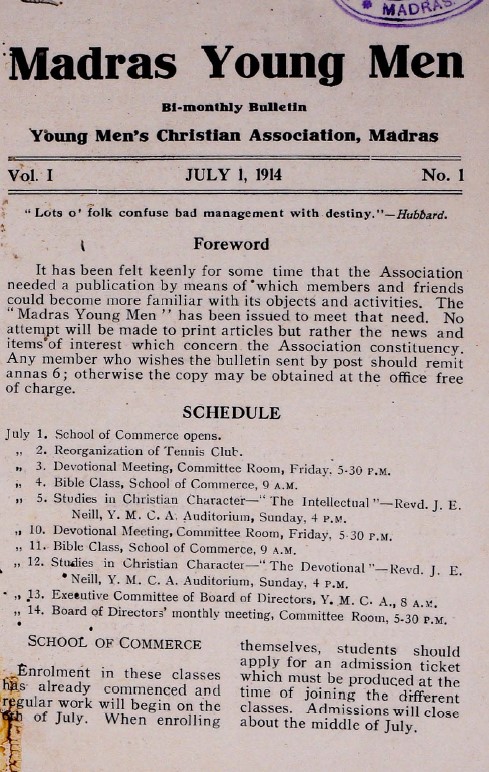 MADRAS.
Madras Young Men
Bi-monthly Bulletin
Young Men's Christian Association, Madras
Vol. I JULY 1, 1914 No. 1
"Lots o' folk confuse bad management with destiny."—Hubbard.
Foreword
It has been felt keenly for some time that the Association
needed a publication by means of which members and friends
could become more familiar with its objects and activities. The
"Madras Young Men" has been issued to meet that need. No
attempt will be made to print articles but rather the news and
items of interest which concern the Association constituency.
Any member who wishes the bulletin sent by post should remit
annas 6; otherwise the copy may be obtained at the office free
of charge.
SCHEDULE
July 1. School of Commerce opens.
„ 2. Reorganization of Tennis Club.
„ 3. Devotional Meeting, Committee Room, Friday, 5-30 P.M.
„ 4. Bible Class, School of Commerce, 9 A.M.
„ 5. Studies in Christian Character—"The Intellectual"—Revd. J. E.
Neill, Y. M. C. A. Auditorium, Sunday, 4 P.M.
„ 10. Devotional Meeting, Committee Room, Friday, 5-30 P.M.
„ 11. Bible Class, School of Commerce, 9 A.M.
„ 12. Studies in Christian Character—"The Devotional"—Revd. J. E.
Neill, Y. M. C. A. Auditorium, Sunday, 4 P.M.
„ 13. Executive Committee of Board of Directors, Y. M. C. A., 8 A.M.
„ 14. Board of Directors' monthly meeting, Committee Room, 5-30 P.M.
SCHOOL OF COMMERCE
Enrolment in these classes
has already commenced and
regular work will begin on the
of July. When enrolling
themselves, students should
apply for an admission ticket
which must be produced at the
time of joining the different
classes. Admissions will close
about the middle of July.